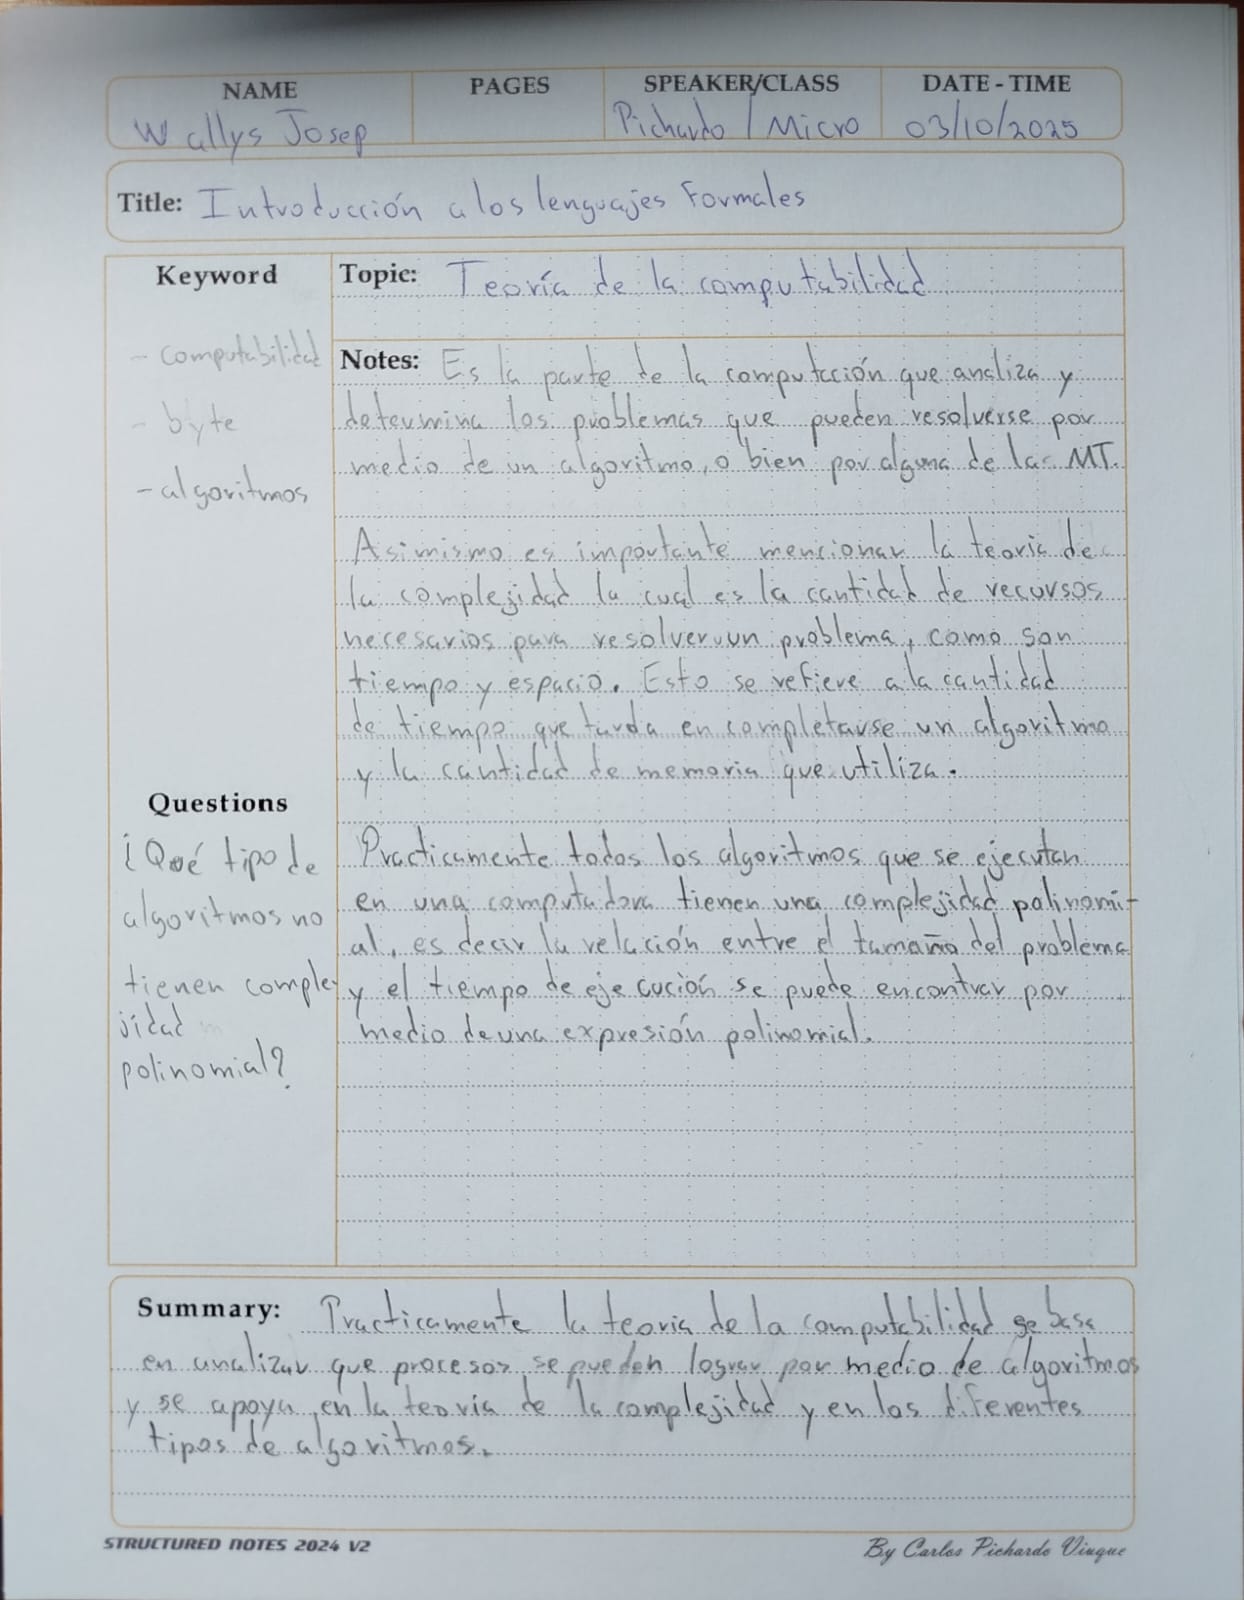 NAME PAGES SPEAKER/CLASS DATE - TIME
Wallys Josep Pichardo / Micro 03/10/2025
Title: Introducción a los lenguajes Formales
Keyword
- computabilidad
- byte
- algoritmos
Topic: Teoría de la computabilidad
Notes: Es la parte de la computación que analiza y
determina los problemas que pueden resolverse por
medio de un algoritmo, o bien por alguna de las MT.
Asimismo es importante mencionar la teoria de
la complejidad la cual es la cantidad de recursos
necesarios para resolver un problema, como son
tiempo y espacio. Esto se refiere a la cantidad
de tiempo que tarda en completarse un algoritmo
y la cantidad de memoria que utiliza.
Practicamente todos los algoritmos que se ejecutan
en una computadora tienen una complejidad polinomi-
al, es decir la relación entre el tamaño del problema
y el tiempo de ejecución se puede encontrar por
medio de una expresión polinomial.
Questions
¿Qué tipo de
algoritmos no
tienen comple-
jidad
polinomial?
Summary: Practicamente la teoria de la computabilidad se basa
en analizar que procesos se pueden lograr por medio de algoritmos
y se apoya en la teoria de la complejidad y en los diferentes
tipos de algoritmos.
STRUCTURED NOTES 2024 V2 By Carlos Pichardo Viuque